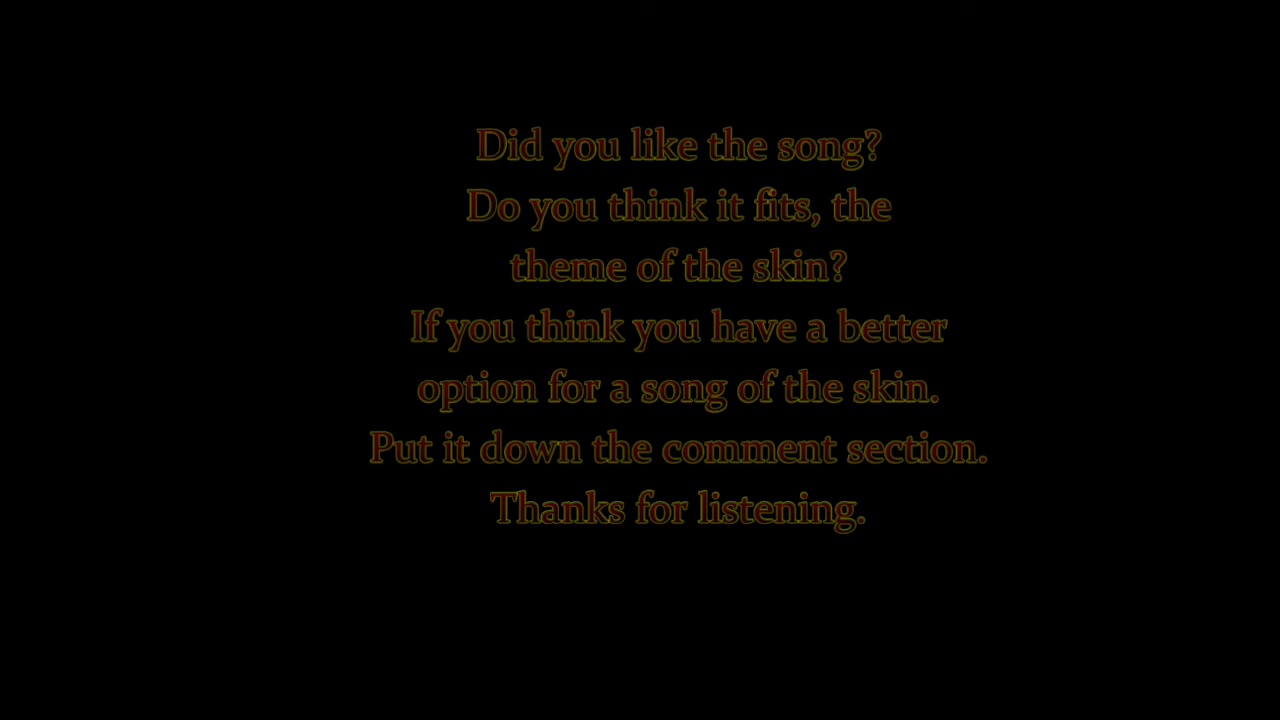 Did you like the song?
Do you think it fits, the
theme of the skin?
If you think you have a better
option for a song of the skin.
Put it down the comment section.
Thanks for listening.